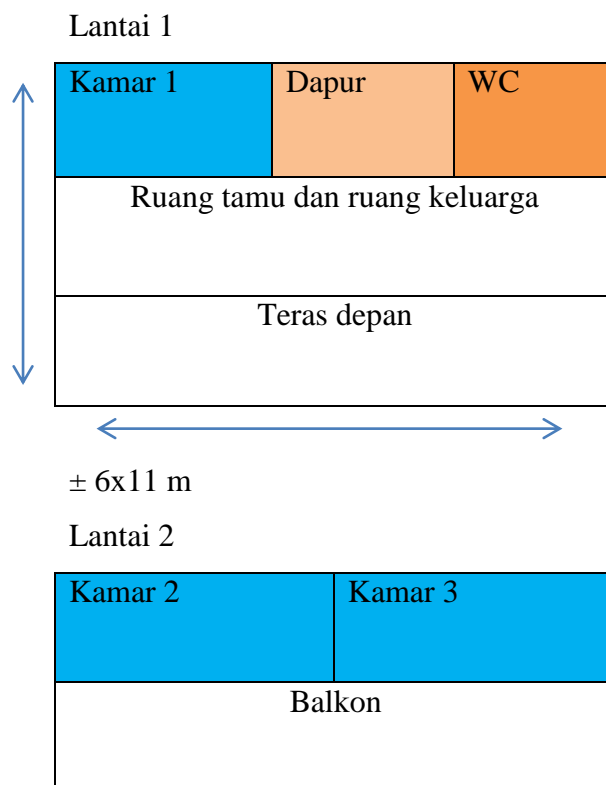 Lantai 1
Kamar 1 Dapur WC
Ruang tamu dan ruang keluarga
Teras depan
± 6x11 m
Lantai 2
Kamar 2 Kamar 3
Balkon